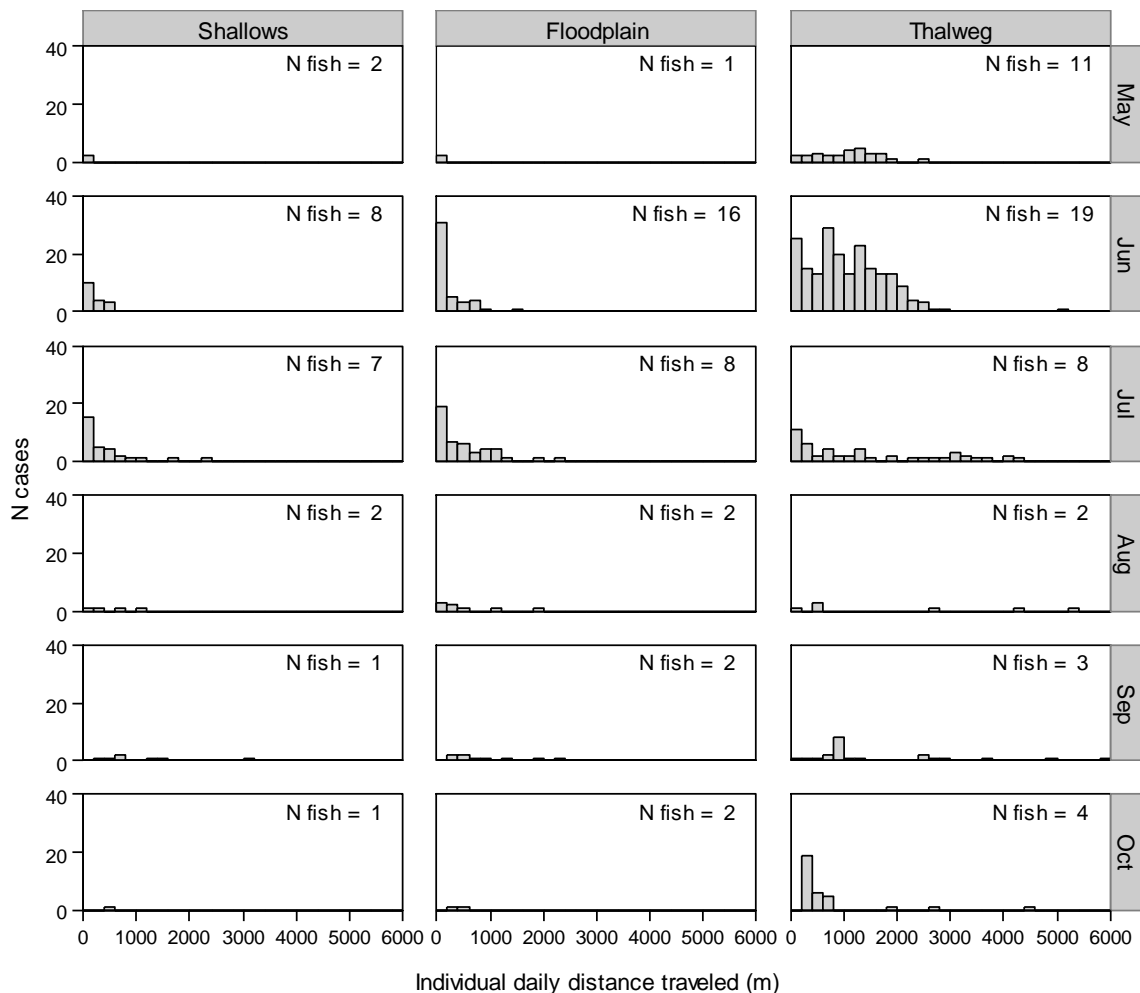 Shallows Floodplain Thalweg
40 N fish = 2 N fish = 1 N fish = 11 May
20
0
40 N fish = 8 N fish = 16 N fish = 19 Jun
20
0
40 N fish = 7 N fish = 8 N fish = 8 Jul
20
0
N cases
40 N fish = 2 N fish = 2 N fish = 2 Aug
20
0
40 N fish = 1 N fish = 2 N fish = 3 Sep
20
0
40 N fish = 1 N fish = 2 N fish = 4 Oct
20
0
0 1000 2000 3000 4000 5000 6000 0 1000 2000 3000 4000 5000 6000 0 1000 2000 3000 4000 5000 6000
Individual daily distance traveled (m)